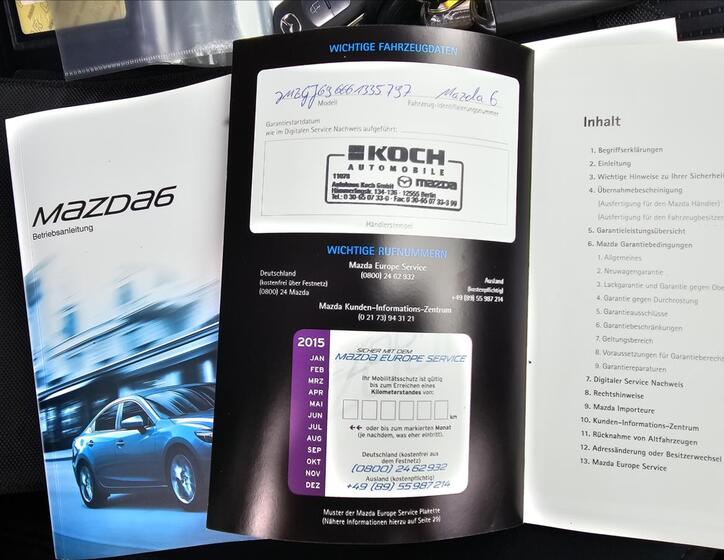 MAZDA6
Betriebsanleitung
WICHTIGE FAHRZEUGDATEN
Mazda 6
Modell
Fahrzeug-Identifizierungsnummer
Garantiestartdatum
wie im Digitalen Service Nachweis aufgeführt:
KOCH
AUTOMOBILE
11078
Autohaus Koch GmbH
mazda
Händlerstempel
WICHTIGE RUFNUMMERN
Mazda Europe Service
(0800) 24 62 932
Deutschland
(kostenfrei über Festnetz)
(0800) 24 Mazda
Ausland
(kostenpflichtig)
+49 (89) 55 987 214
Mazda Kunden-Informations-Zentrum
(0 21 73) 94 31 21
2015
JAN
FEB
MRZ
APR
MAI
JUN
JUL
AUG
SEP
OKT
NOV
DEZ
SICHER MIT DEM
MAZDA EUROPE SERVICE
Ihr Mobilitätsschutz ist gültig
bis zum Erreichen eines
Kilometerstandes von:
km
oder bis zum markierten Monat
(je nachdem, was eher eintritt).
Deutschland (kostenfrei aus
dem Festnetz)
(0800) 24 62 932
Ausland (kostenpflichtig)
+49 (89) 55 987 214
Muster der Mazda Europe Service Plakette
(Nähere Informationen hierzu auf Seite 29)
Inhalt
1. Begriffserklärungen
2. Einleitung
3. Wichtige Hinweise zu Ihrer Sicherheit
4. Übernahmebescheinigung
(Ausfertigung für den Mazda Händler)
(Ausfertigung für den Fahrzeugbesitzer
5. Garantieleistungsübersicht
6. Mazda Garantiebedingungen
1. Allgemeines
2. Neuwagengarantie
3. Lackgarantie und Garantie gegen Obe
4. Garantie gegen Durchrostung
5. Garantieausschlüsse
6. Garantiebeschränkungen
7. Geltungsbereich
8. Voraussetzungen für Garantieberecht
9. Garantiereparaturen
7. Digitaler Service Nachweis
8. Rechtshinweise
9. Mazda Importeure
10. Kunden-Informations-Zentrum
11. Rücknahme von Altfahrzeugen
12. Adressänderung oder Besitzerwechsel
13. Mazda Europe Service